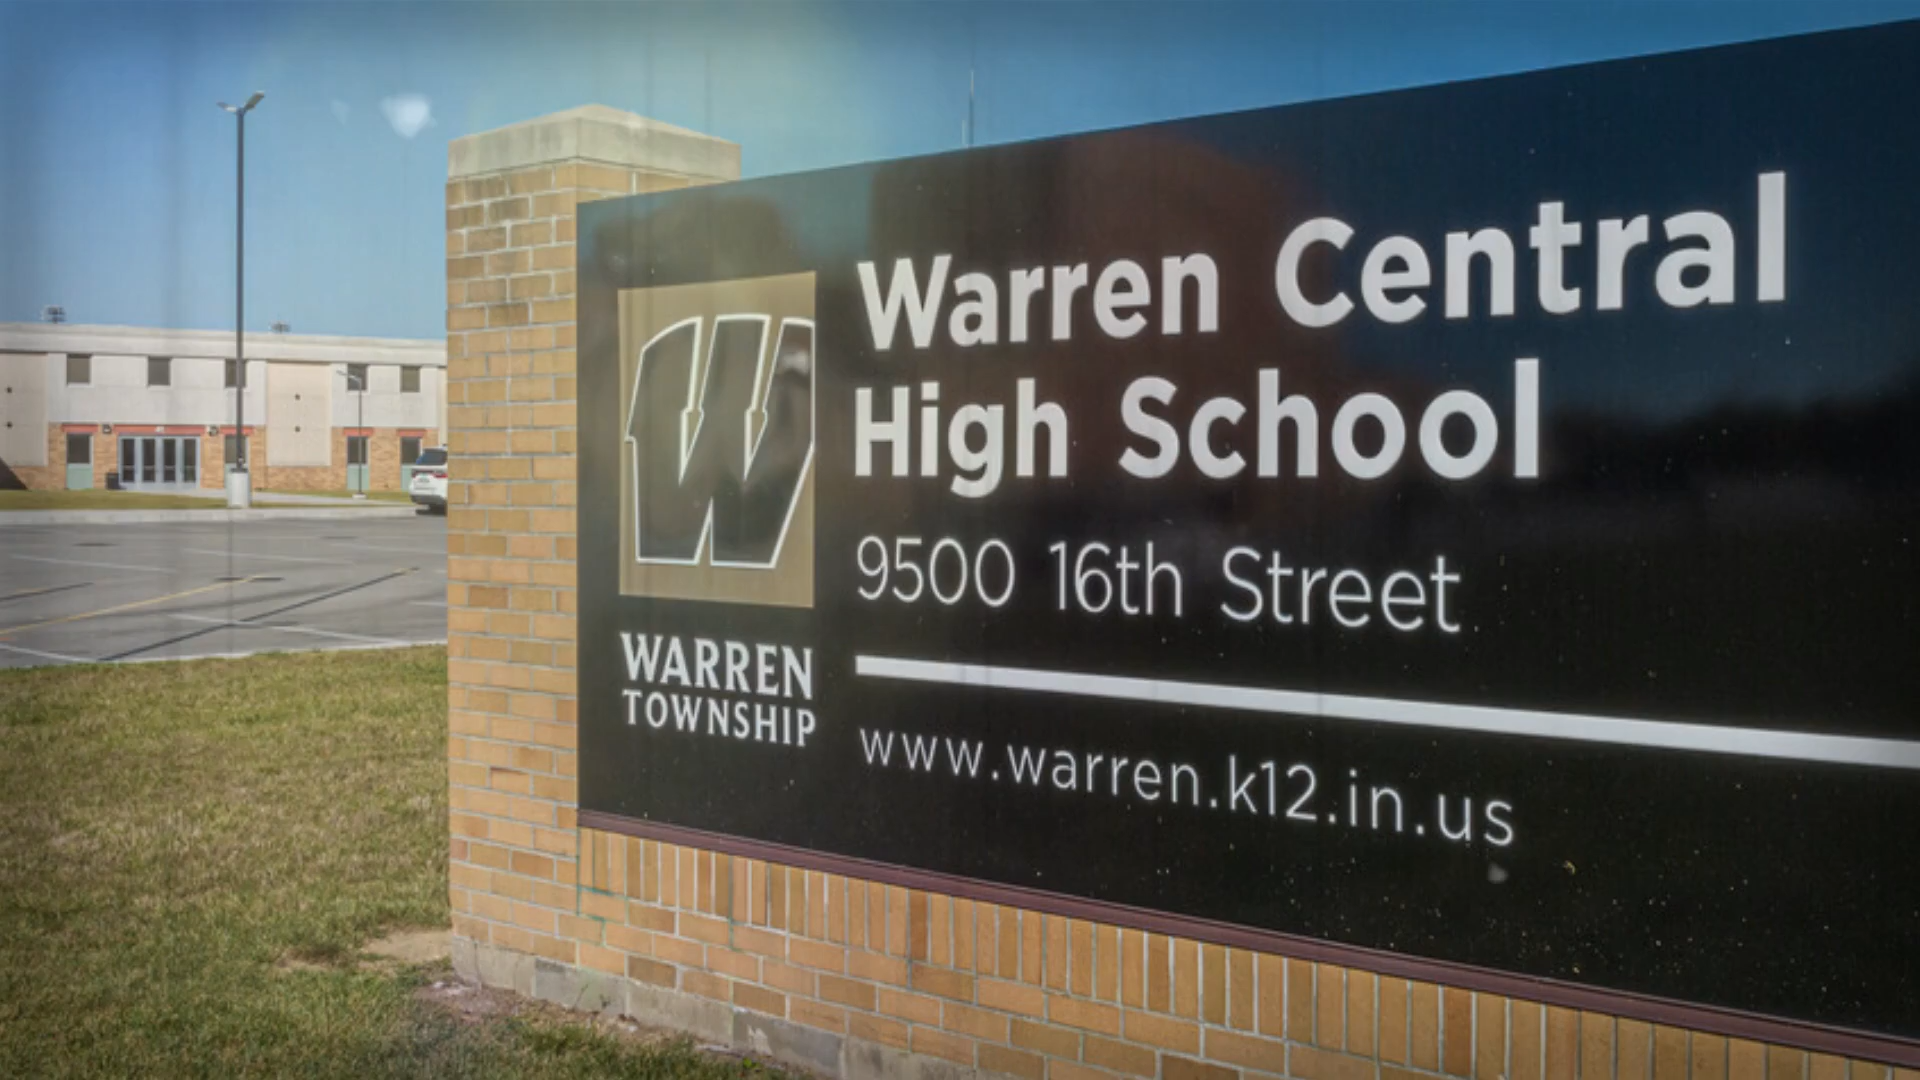 Warren Central
High School
9500 16th Street
www.warren.k12.in.us
W
WARREN
TOWNSHIP